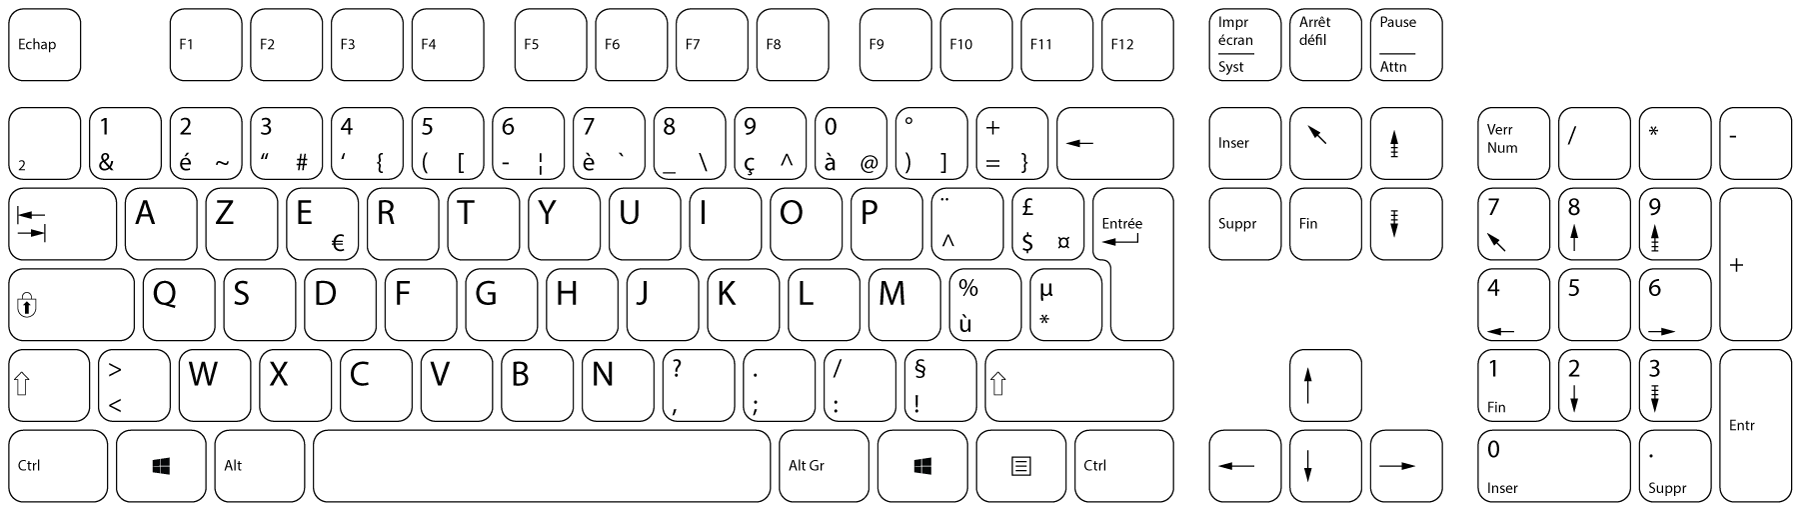 Echap F1 F2 F3 F4 F5 F6 F7 F8 F9 F10 F11 F12 Impr écran Syst Arrêt défil Pause Attn
1 2 3 4 5 6 7 8 9 0 ° +
2 & é ~ “ # ‘ { ( [ - ¦ è ` _ \ ç ^ à @ ) ] = } Inser Verr Num / * -
A Z E € R T Y U I O P ¨ ^ £ $ ¤ Entrée Suppr Fin 7 8 9
Q S D F G H J K L M % ù µ * 4 5 6 +
> < W X C V B N ? , . ; / : § ! 1 Fin 2 3
Ctrl Alt Alt Gr Ctrl 0 Inser . Suppr Entr